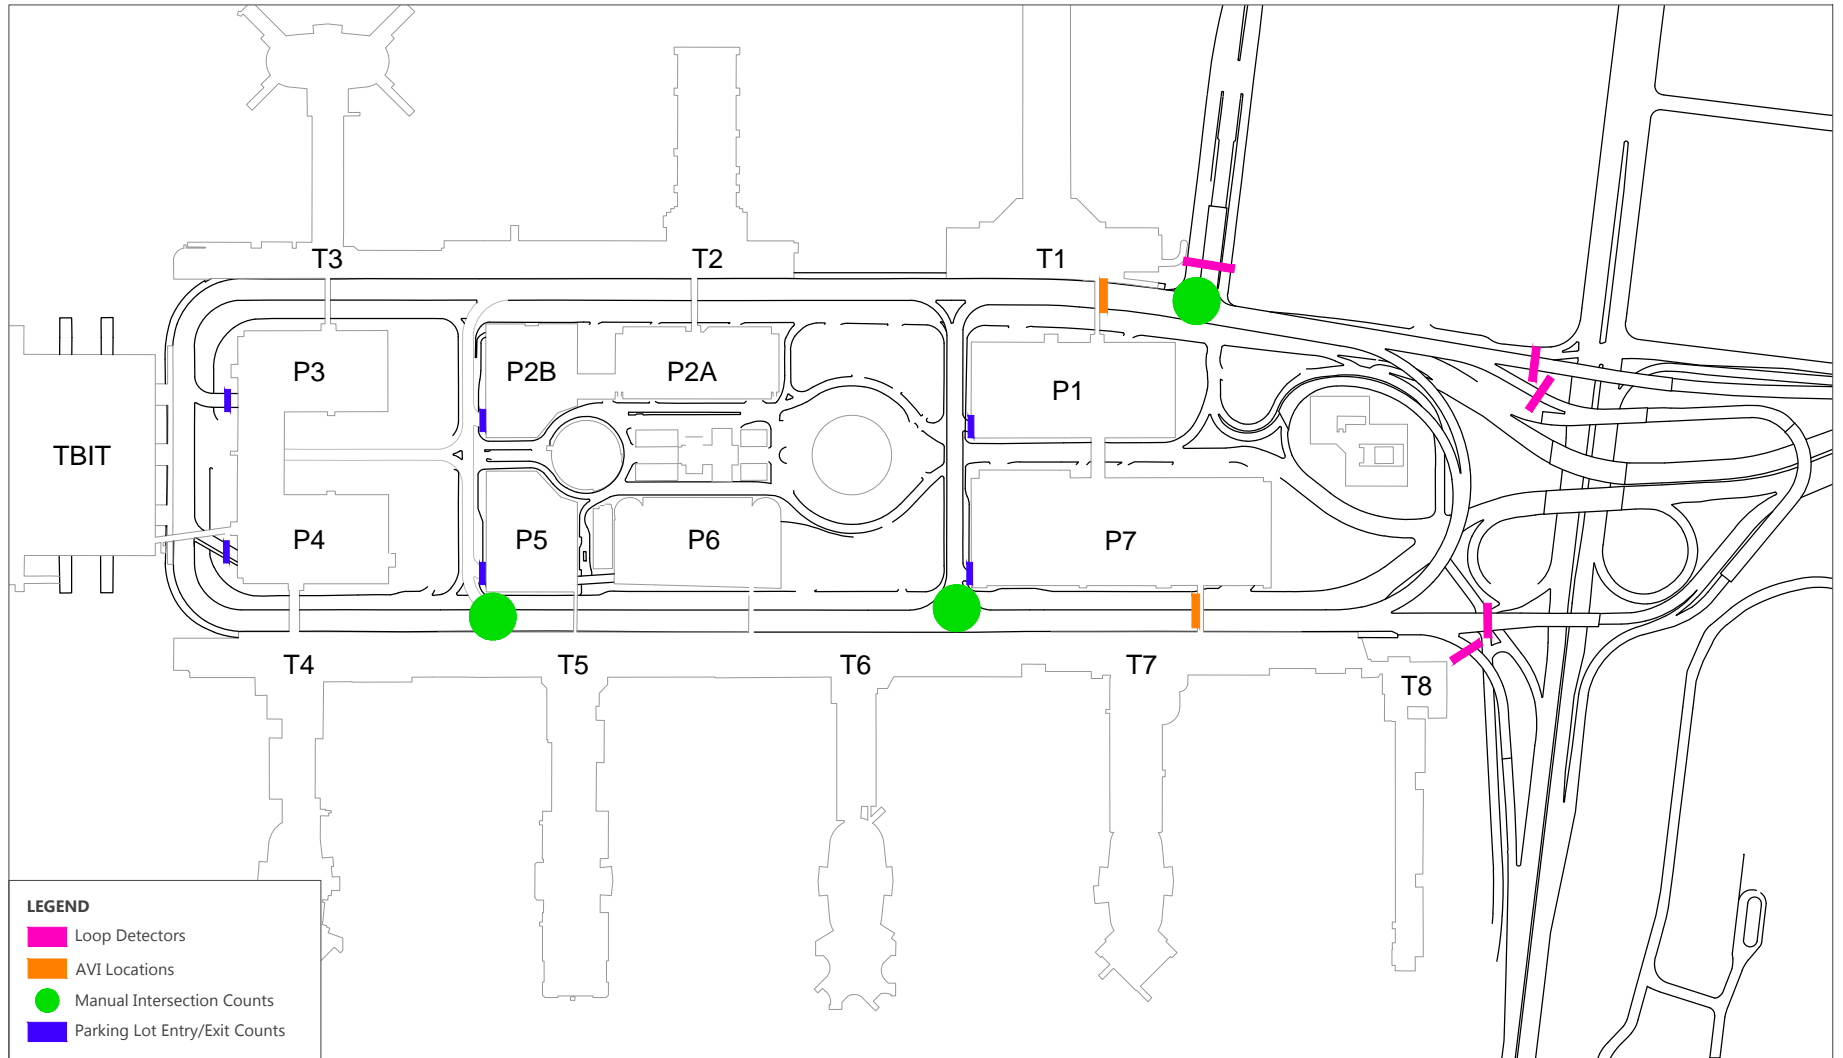 T3
T2
T1
P3
P2B
P2A
P1
TBIT
P4
P5
P6
P7
T4
T5
T6
T7
T8
LEGEND
Loop Detectors
AVI Locations
Manual Intersection Counts
Parking Lot Entry/Exit Counts